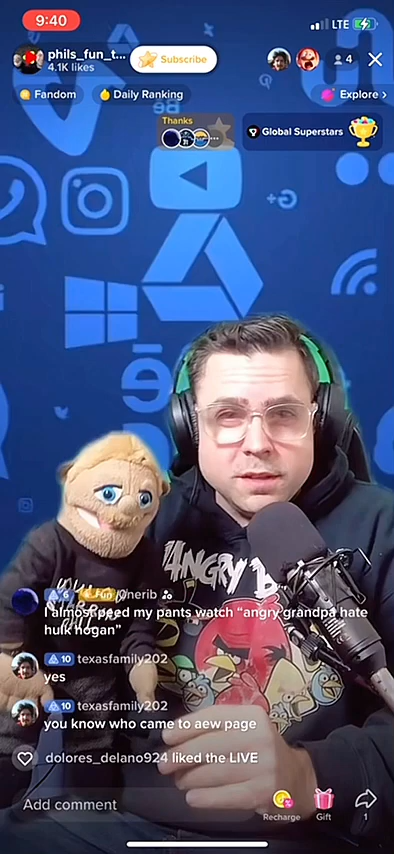 9:40
LTE
phils_fun_t...
4.1K likes
Subscribe
4
Fandom
Daily Ranking
Explore >
Thanks
Global Superstars
G+
ANGRY B
6
Fun
nerib
I almost peed my pants watch “angry grandpa hate
hulk hogan”
10 texasfamily202
yes
10 texasfamily202
you know who came to aew page
dolores_delano924 liked the LIVE
Add comment
Recharge
Gift
1